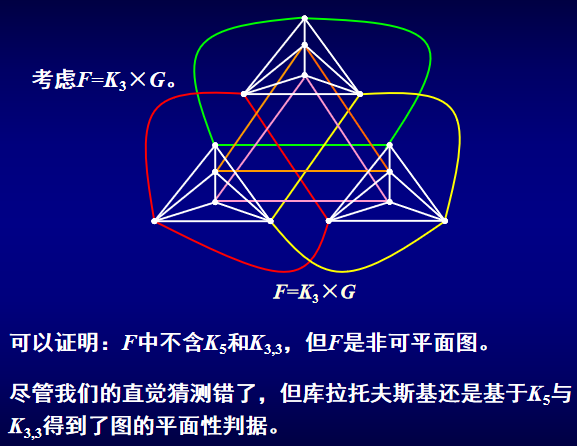 考虑F=K₃×G。
F=K₃×G
可以证明：F中不含K₅和K₃,₃，但F是非可平面图。
尽管我们的直觉猜测错了，但库拉托夫斯基还是基于K₅与
K₃,₃得到了图的平面性判据。